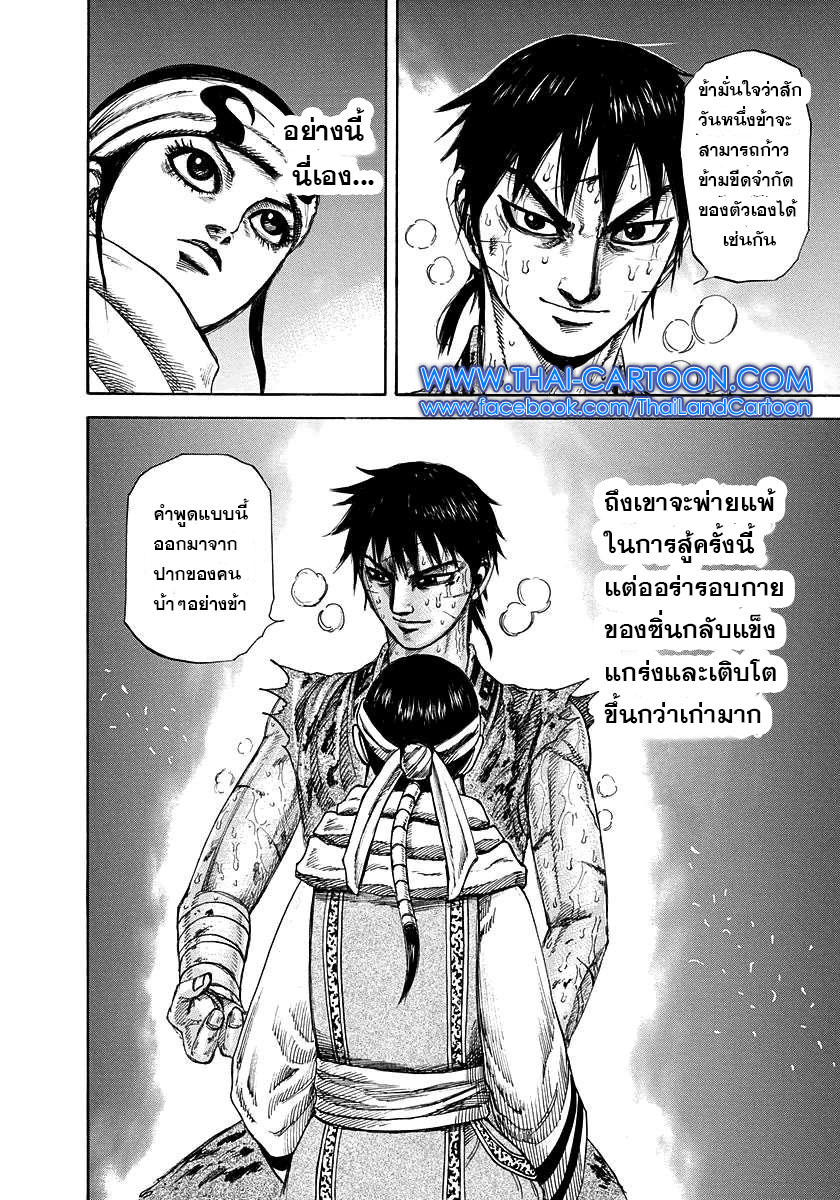 ข้ามั่นใจว่าสัก
วันหนึ่งข้าจะ
สามารถก้าว
ข้ามขีดจำกัด
ของตัวเองได้
เช่นกัน
อย่างนี้
นี่เอง...
WWW.THAI-CARTOON.COM
www.facebook.com/ThaiLandCartoon
ถึงเขาจะพ่ายแพ้
ในการสู้ครั้งนี้
แต่ออร่ารอบกาย
ของซิ่นกลับแข็ง
แกร่งและเติบโต
ขึ้นกว่าเก่ามาก
คำพูดแบบนี้
ออกมาจาก
ปากของคน
บ้าๆอย่างข้า